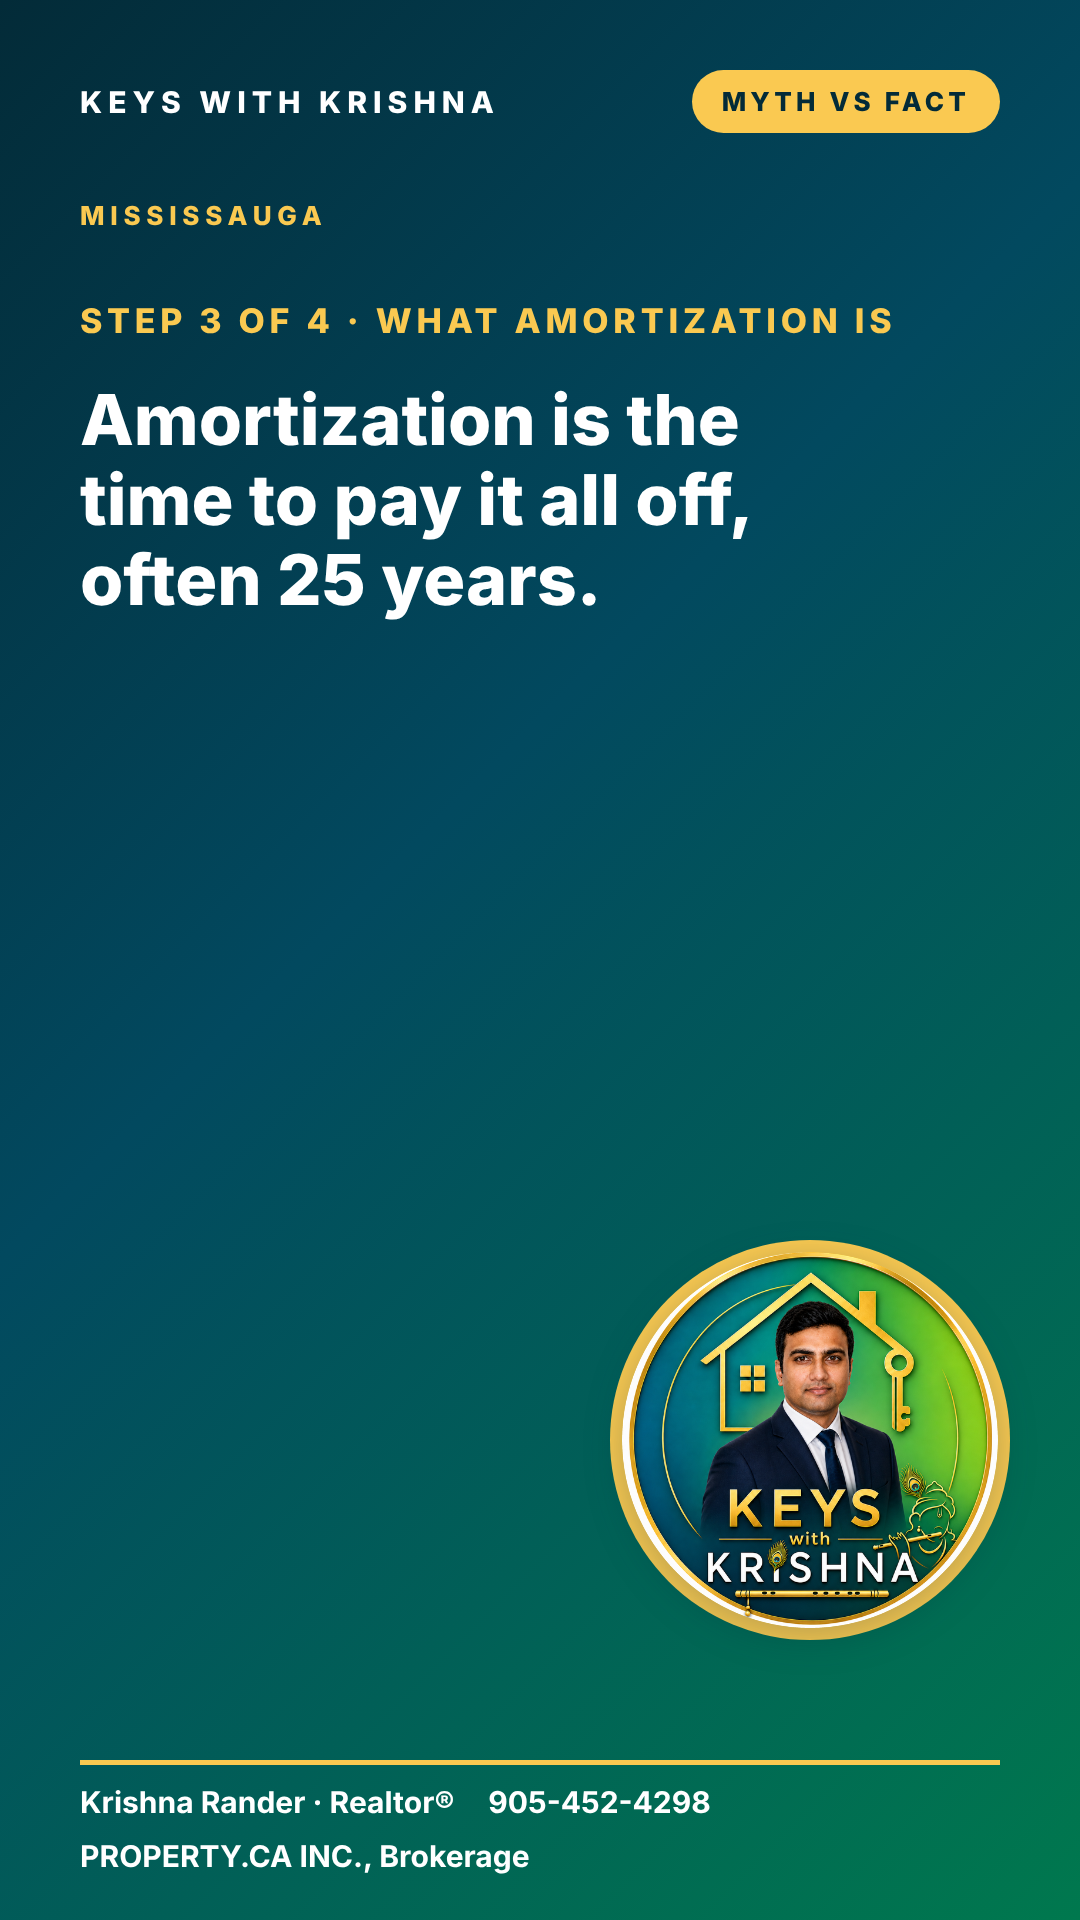 KEYS WITH KRISHNA
MYTH VS FACT
MISSISSAUGA
STEP 3 OF 4 · WHAT AMORTIZATION IS
Amortization is the
time to pay it all off,
often 25 years.
KEYS
with
KRISHNA
Krishna Rander · Realtor® 905-452-4298
PROPERTY.CA INC., Brokerage